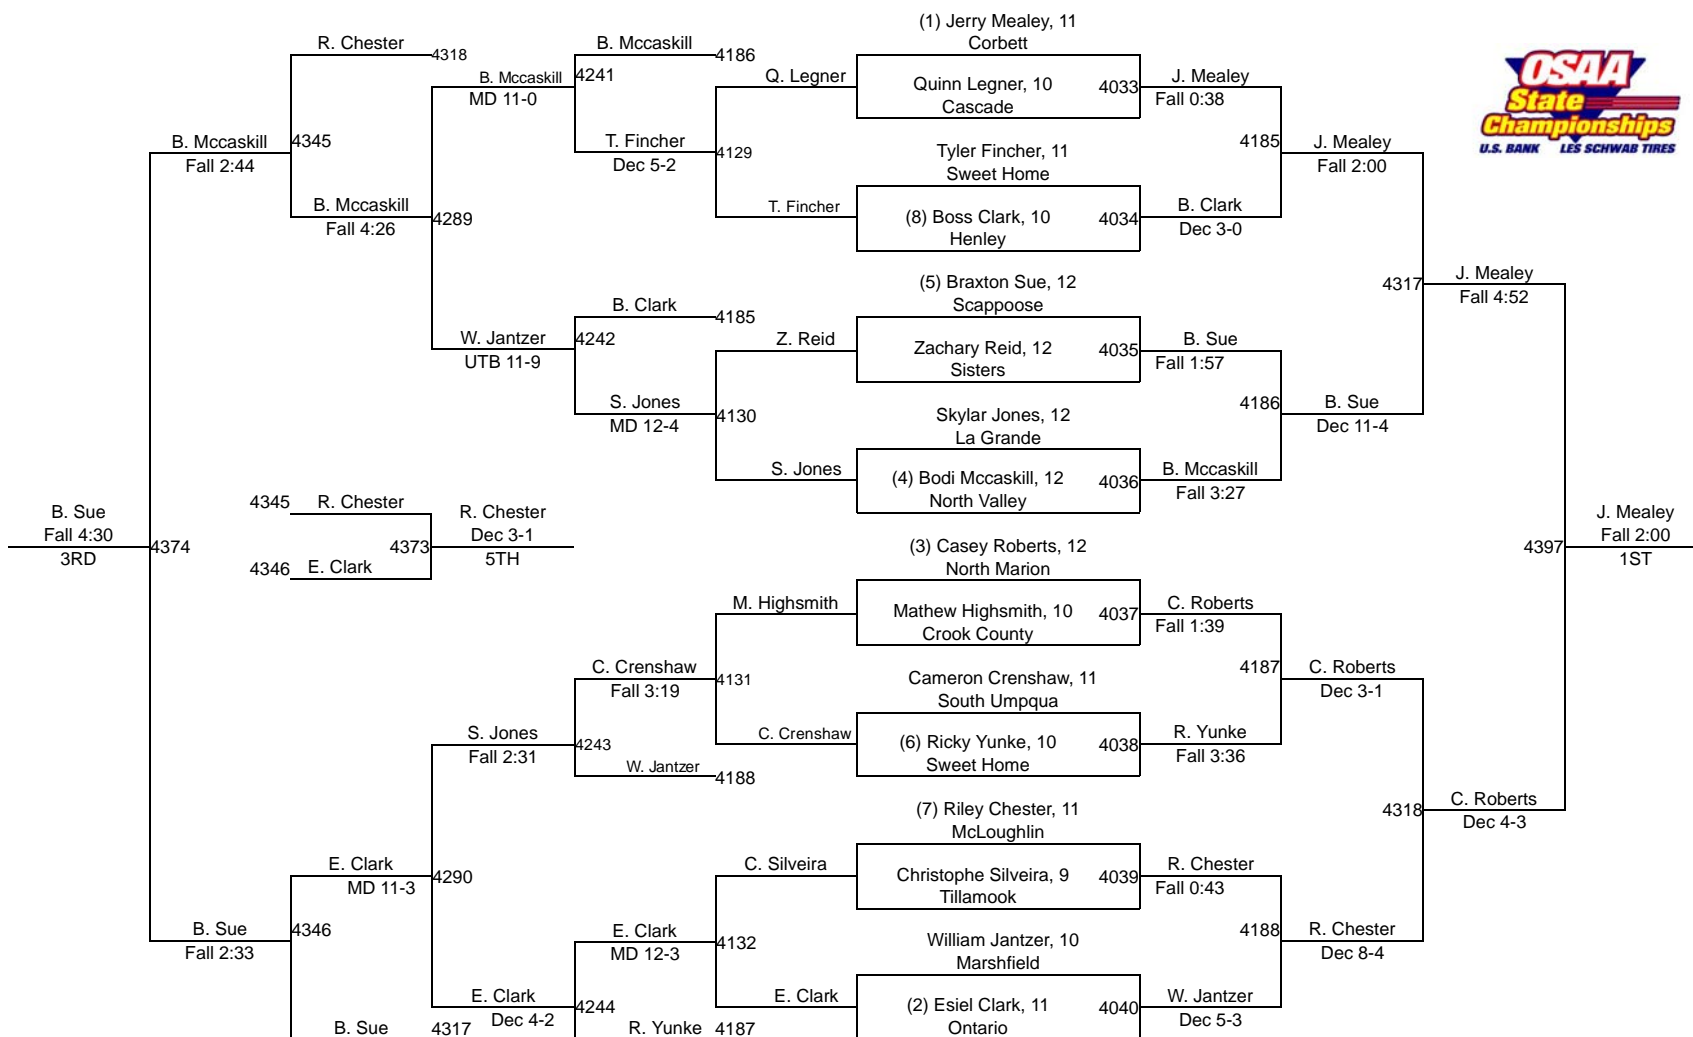 (1) Jerry Mealey, 11
R. Chester
4318
B. Mccaskill
4186
Corbett
B. Mccaskill
4241
Q. Legner
Quinn Legner, 10
4033
J. Mealey
MD 11-0
Cascade
Fall 0:38
OSAA
State
Championships
U.S. BANK LES SCHWAB TIRES
B. Mccaskill
4345
T. Fincher
4129
Tyler Fincher, 11
4185
J. Mealey
Fall 2:44
Dec 5-2
Sweet Home
Fall 2:00
B. Mccaskill
4289
T. Fincher
(8) Boss Clark, 10
4034
B. Clark
Fall 4:26
Henley
Dec 3-0
(5) Braxton Sue, 12
4317
J. Mealey
B. Clark
4185
Scappoose
Fall 4:52
W. Jantzer
4242
Z. Reid
Zachary Reid, 12
4035
B. Sue
UTB 11-9
Sisters
Fall 1:57
S. Jones
4130
Skylar Jones, 12
4186
B. Sue
MD 12-4
La Grande
Dec 11-4
S. Jones
(4) Bodi Mccaskill, 12
4036
B. Mccaskill
North Valley
Fall 3:27
B. Sue
4345
R. Chester
R. Chester
J. Mealey
Fall 4:30
4374
4373
Dec 3-1
(3) Casey Roberts, 12
4397
Fall 2:00
3RD
4346
E. Clark
5TH
North Marion
1ST
M. Highsmith
Mathew Highsmith, 10
4037
C. Roberts
Crook County
Fall 1:39
C. Crenshaw
4131
Cameron Crenshaw, 11
4187
C. Roberts
Fall 3:19
South Umpqua
Dec 3-1
S. Jones
4243
C. Crenshaw
(6) Ricky Yunke, 10
4038
R. Yunke
Fall 2:31
W. Jantzer
4188
Sweet Home
Fall 3:36
(7) Riley Chester, 11
4318
C. Roberts
McLoughlin
Dec 4-3
E. Clark
4290
C. Silveira
Christophe Silveira, 9
4039
R. Chester
MD 11-3
Tillamook
Fall 0:43
B. Sue
4346
E. Clark
4132
William Jantzer, 10
4188
R. Chester
Fall 2:33
MD 12-3
Marshfield
Dec 8-4
E. Clark
4244
E. Clark
(2) Esiel Clark, 11
4040
W. Jantzer
B. Sue
4317
Dec 4-2
R. Yunke
4187
Ontario
Dec 5-3